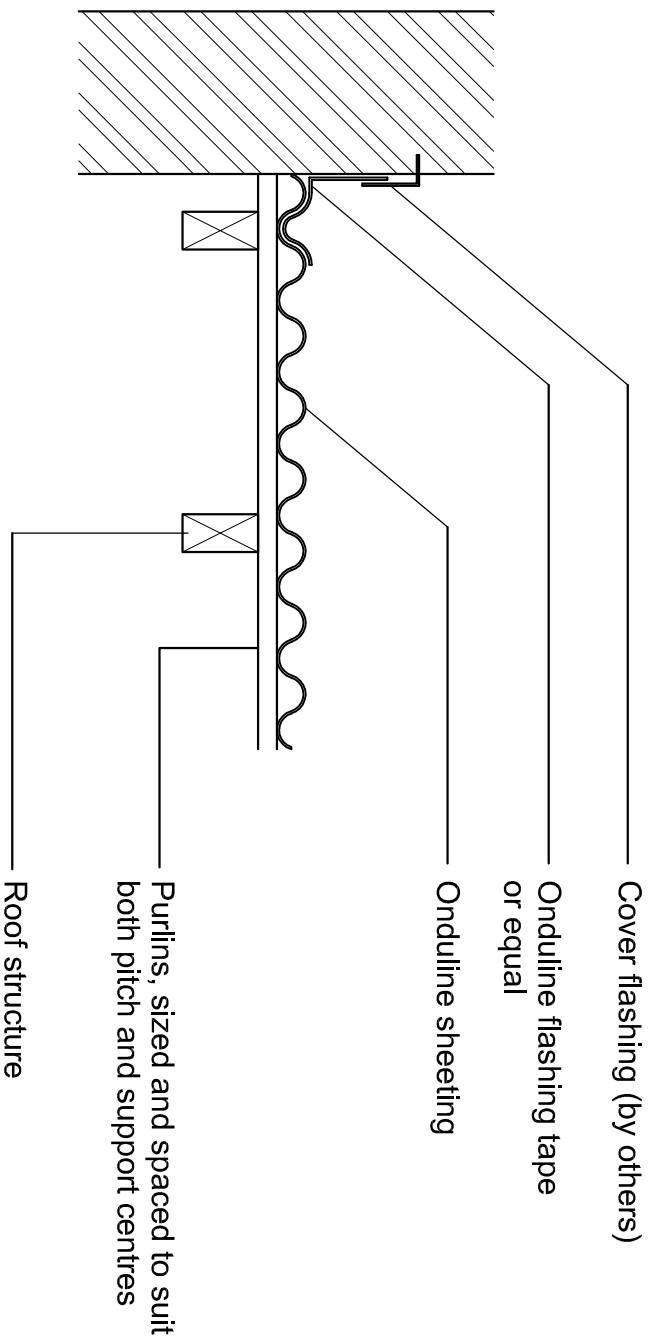 Cover flashing (by others)
Onduline flashing tape
or equal
Onduline sheeting
Purlins, sized and spaced to suit
both pitch and support centres
Roof structure